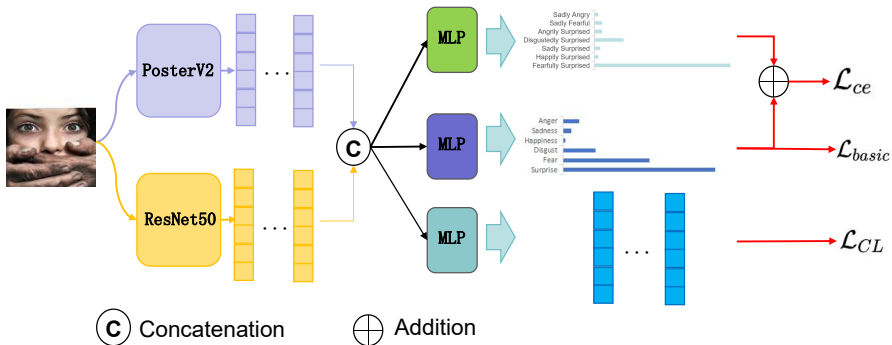 PosterV2
ResNet50
C
MLP
MLP
MLP
Sadly Angry
Sadly Fearful
Angrily Surprised
Disgustedly Surprised
Sadly Surprised
Happily Surprised
Fearfully Surprised
Anger
Sadness
Happiness
Disgust
Fear
Surprise
ℒce
ℒbasic
ℒCL
C Concatenation
Addition